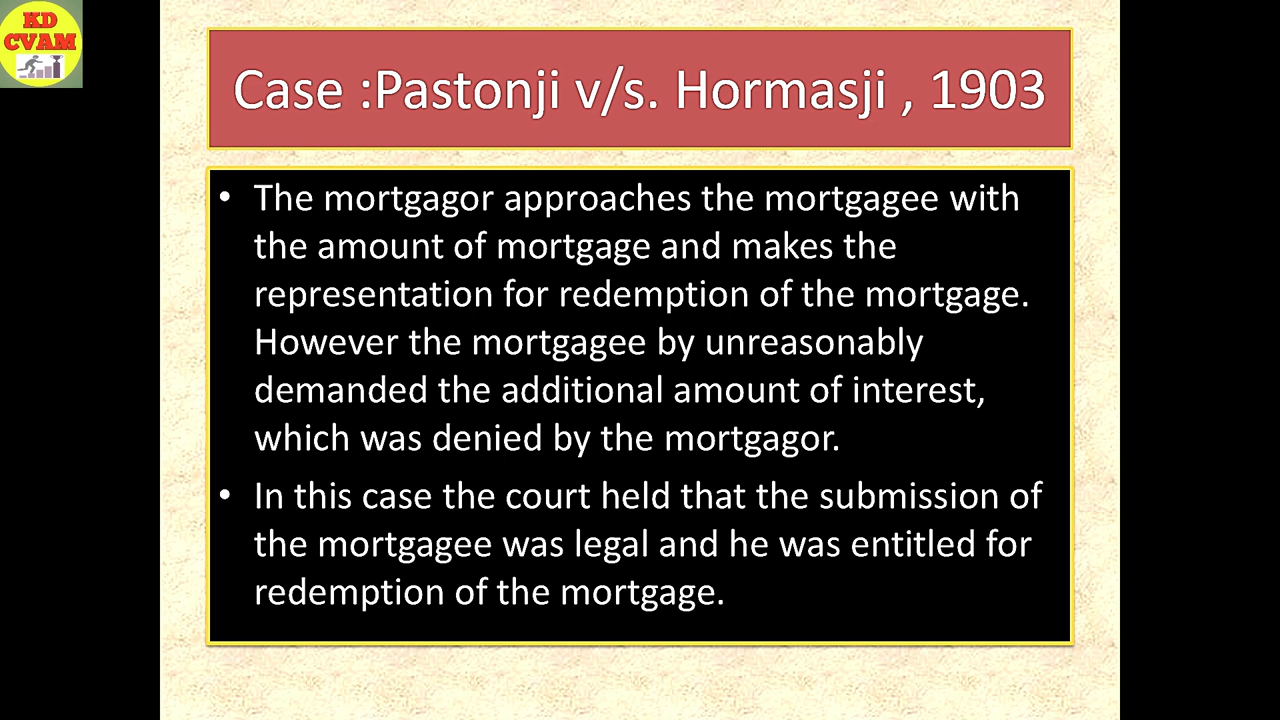 KD
CVAM
Case :Pastonji v/s. Hormasji , 1903
• The mortgagor approaches the mortgagee with
the amount of mortgage and makes the
representation for redemption of the mortgage.
However the mortgagee by unreasonably
demanded the additional amount of interest,
which was denied by the mortgagor.
• In this case the court held that the submission of
the mortgagee was legal and he was entitled for
redemption of the mortgage.